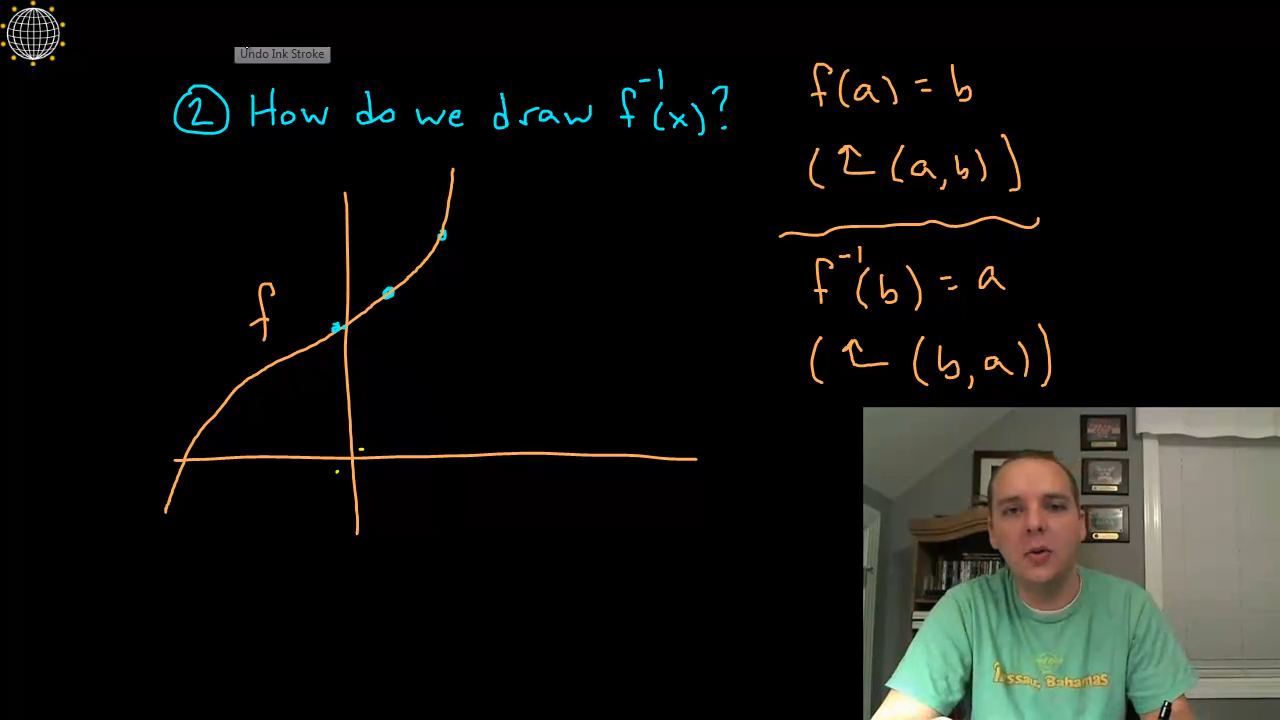 Undo Ink Stroke
② How do we draw f⁻¹(x)?
f
f(a) = b
(↑ (a,b))
f⁻¹(b) = a
(↑ (b,a))
Nassau, Bahamas